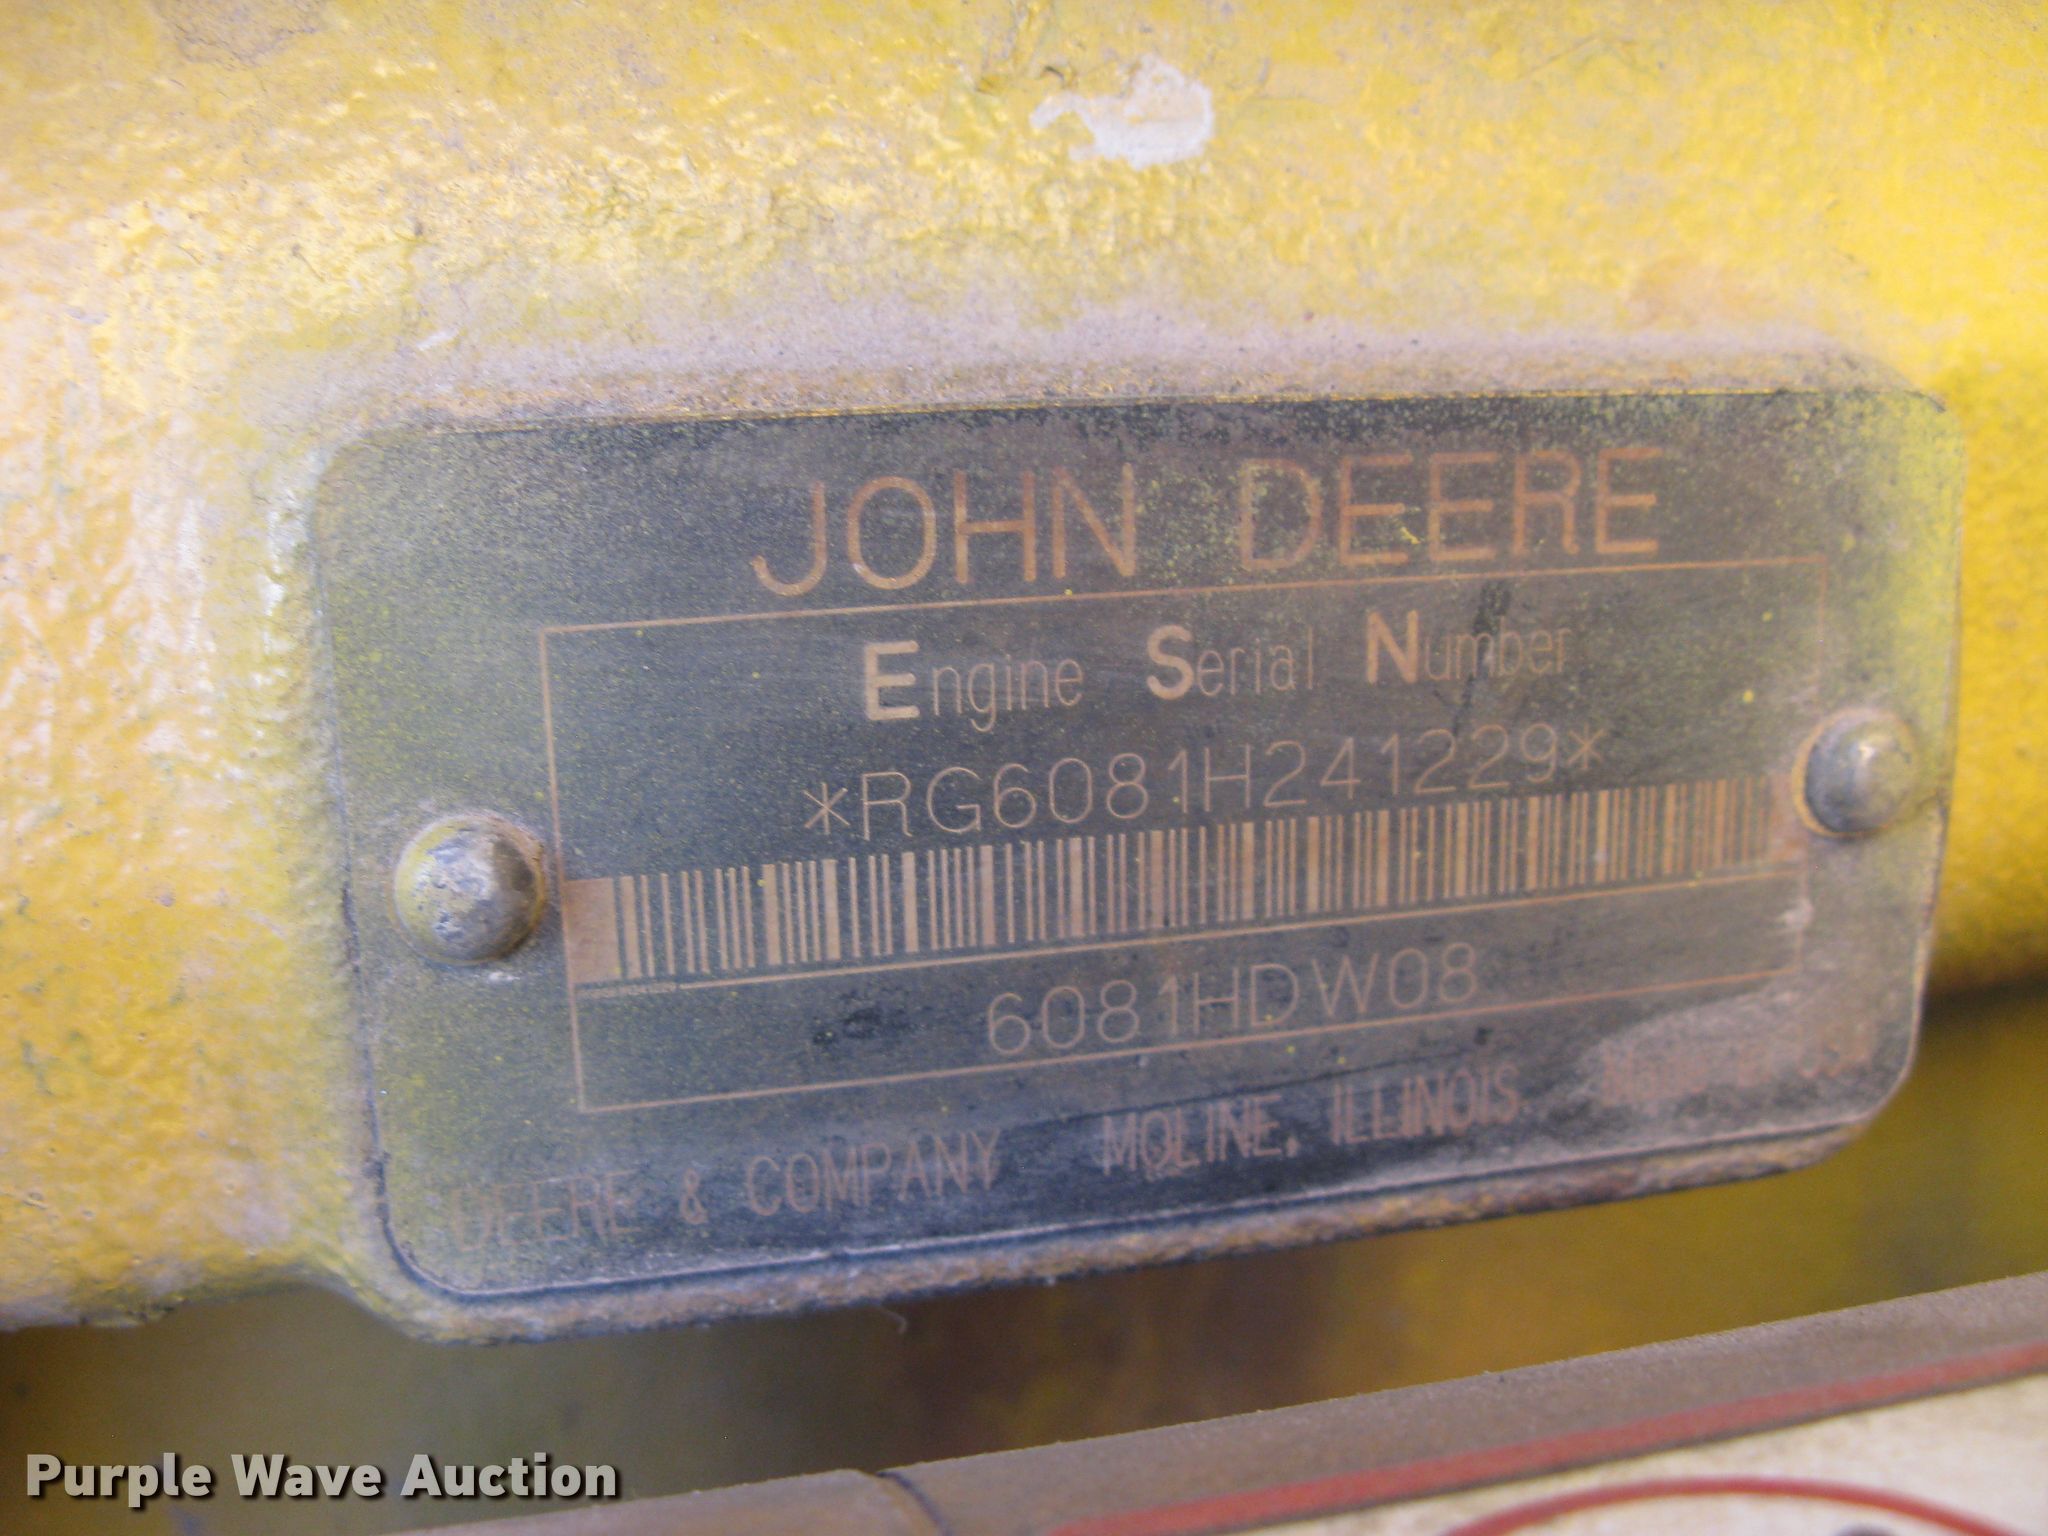 JOHN DEERE
Engine Serial Number
*RG6081H241229*
6081HDW08
DEERE & COMPANY MOLINE, ILLINOIS
Purple Wave Auction